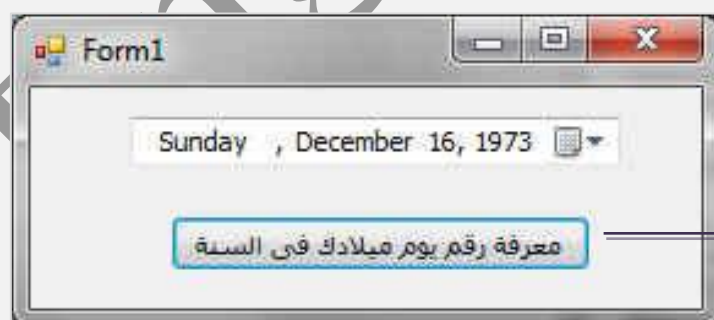 Form1
Sunday , December 16, 1973
معرفة رقم يوم ميلادك فى السنة